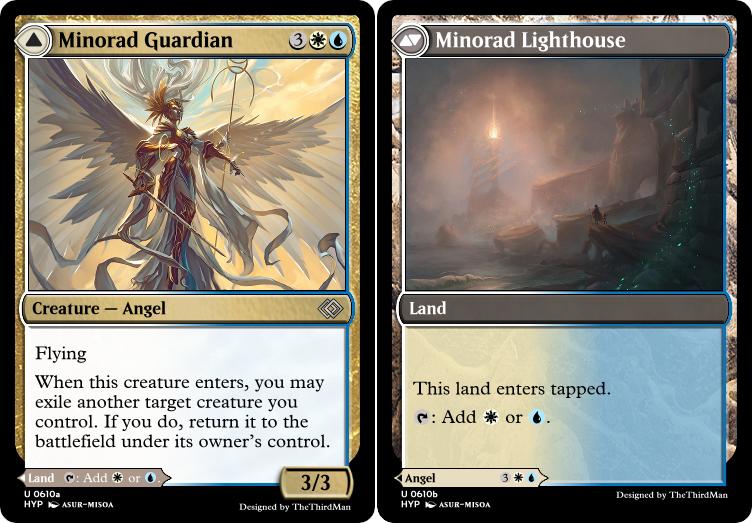 Minorad Guardian 3
Creature — Angel
Flying
When this creature enters, you may
exile another target creature you
control. If you do, return it to the
battlefield under its owner's control.
Land : Add or .
3/3
U 0610a
HYP ASUR-MISOA
Designed by TheThirdMan
Minorad Lighthouse
Land
This land enters tapped.
: Add or .
Angel 3
U 0610b
HYP ASUR-MISOA
Designed by TheThirdMan